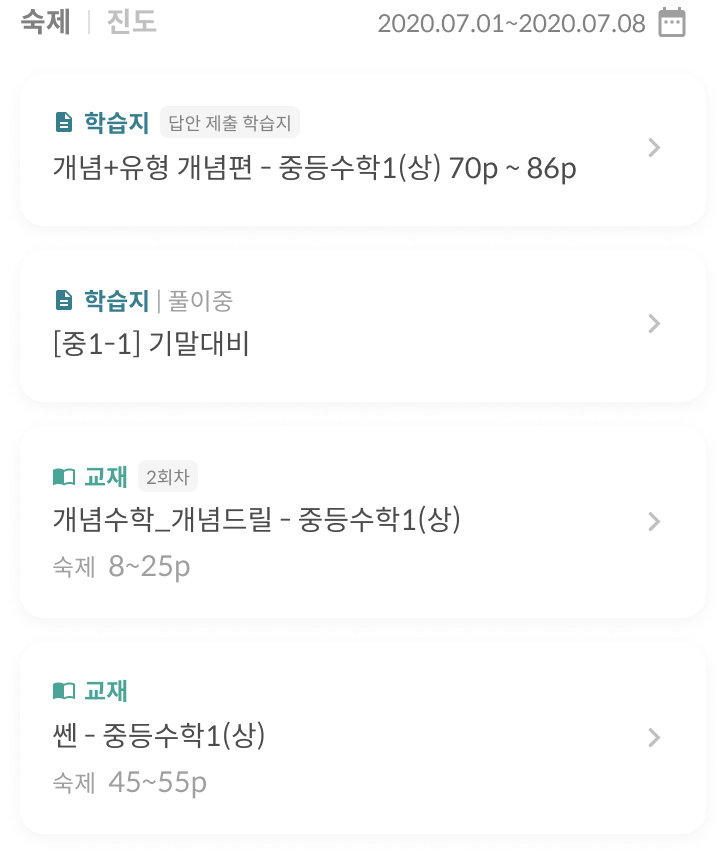 숙제 | 진도 2020.07.01~2020.07.08
학습지 답안 제출 학습지
개념+유형 개념편 - 중등수학1(상) 70p ~ 86p
학습지 | 풀이중
[중1-1] 기말대비
교재 2회차
개념수학_개념드릴 - 중등수학1(상)
숙제 8~25p
교재
쎈 - 중등수학1(상)
숙제 45~55p